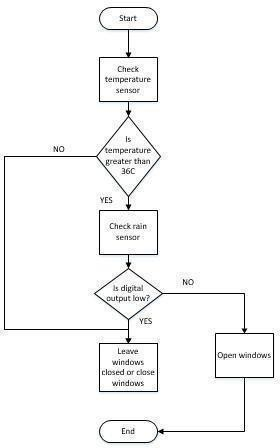 Start
Check
temperature
sensor
Is
temperature
greater than
36C
NO
YES
Check rain
sensor
Is digital
output low?
NO
YES
Leave
windows
closed or close
windows
Open windows
End